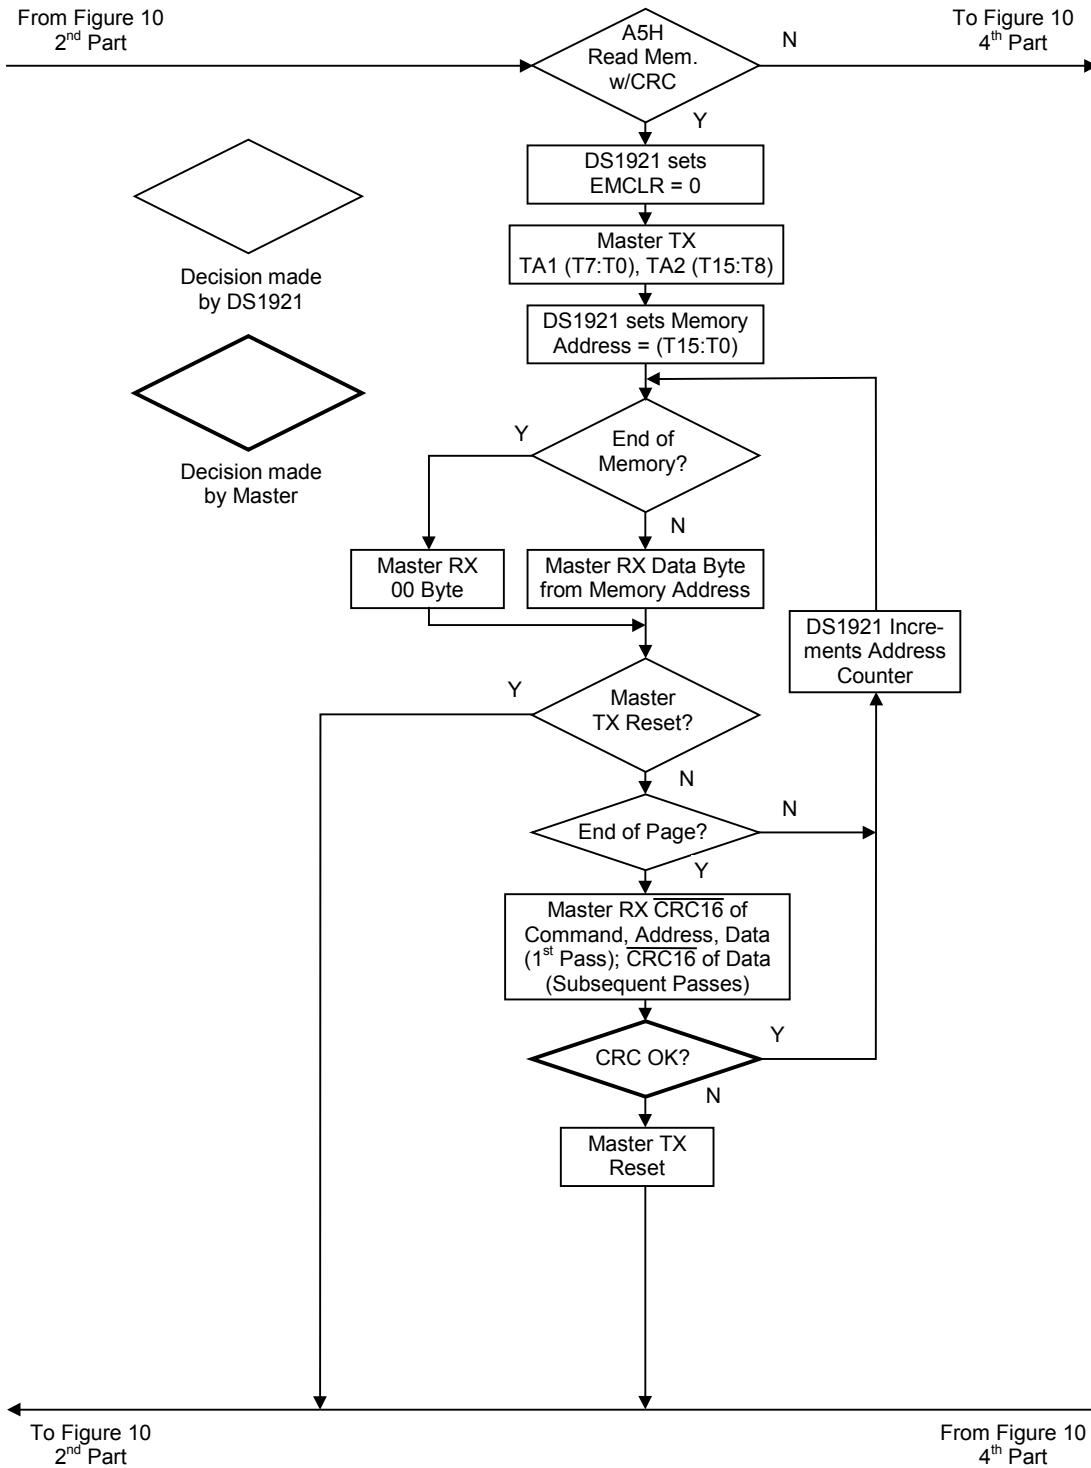 From Figure 10
2nd Part
A5H
Read Mem.
w/CRC
N
To Figure 10
4th Part
Y
DS1921 sets
EMCLR = 0
Decision made
by DS1921
Master TX
TA1 (T7:T0), TA2 (T15:T8)
DS1921 sets Memory
Address = (T15:T0)
Decision made
by Master
Y
End of
Memory?
N
Master RX
00 Byte
Master RX Data Byte
from Memory Address
DS1921 Incre-
ments Address
Counter
Y
Master
TX Reset?
N
End of Page?
N
Y
Master RX CRC16 of
Command, Address, Data
(1st Pass); CRC16 of Data
(Subsequent Passes)
CRC OK?
Y
N
Master TX
Reset
To Figure 10
2nd Part
From Figure 10
4th Part